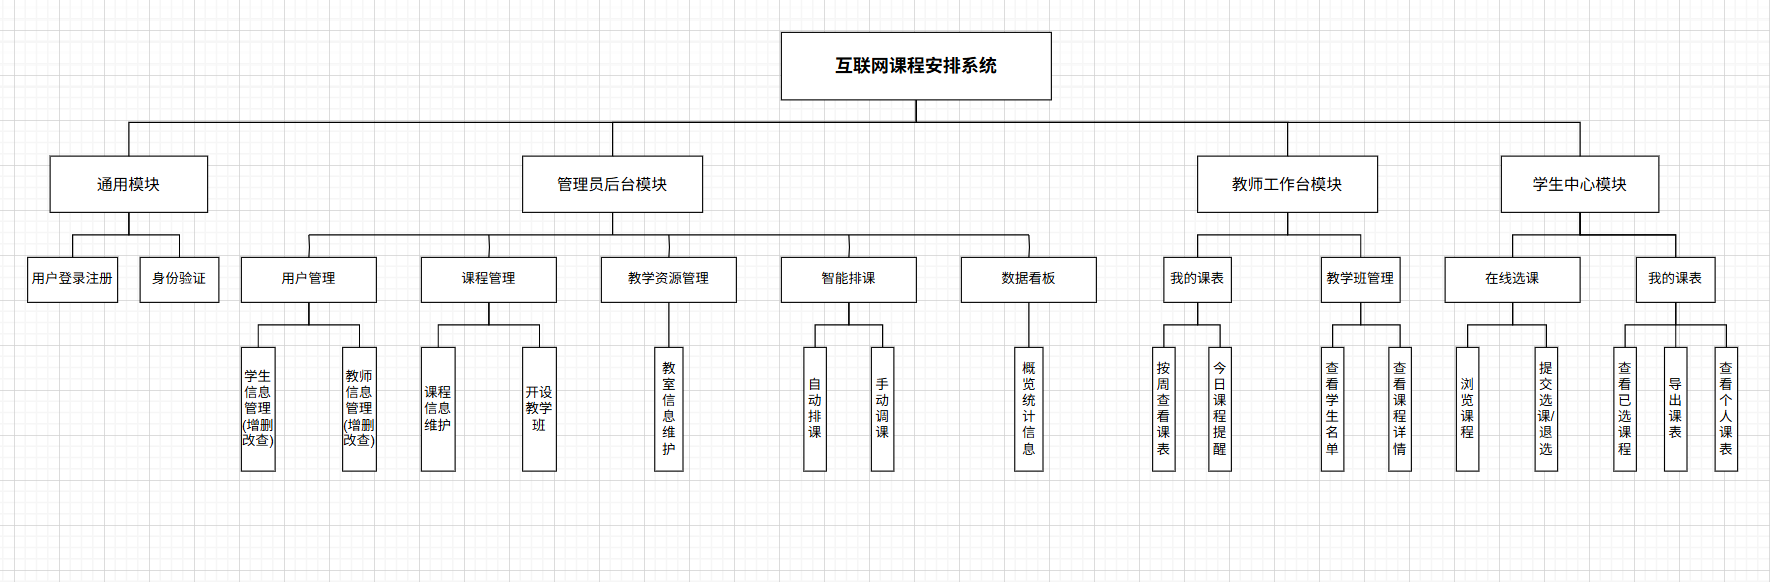 互联网课程安排系统
通用模块
管理员后台模块
教师工作台模块
学生中心模块
用户登录注册
身份验证
用户管理
课程管理
教学资源管理
智能排课
数据看板
我的课表
教学班管理
在线选课
我的课表
学生
信息
管理
(增删
改查)
教师
信息
管理
(增删
改查)
课程
信息
维护
开设
教学
班
教室信息维护
自动排课
手动调课
概览统计信息
按周查看课表
今日课程提醒
查看学生名单
查看课程详情
浏览课程
提交选课/退选
查看已选课程
导出课表
查看个人课表